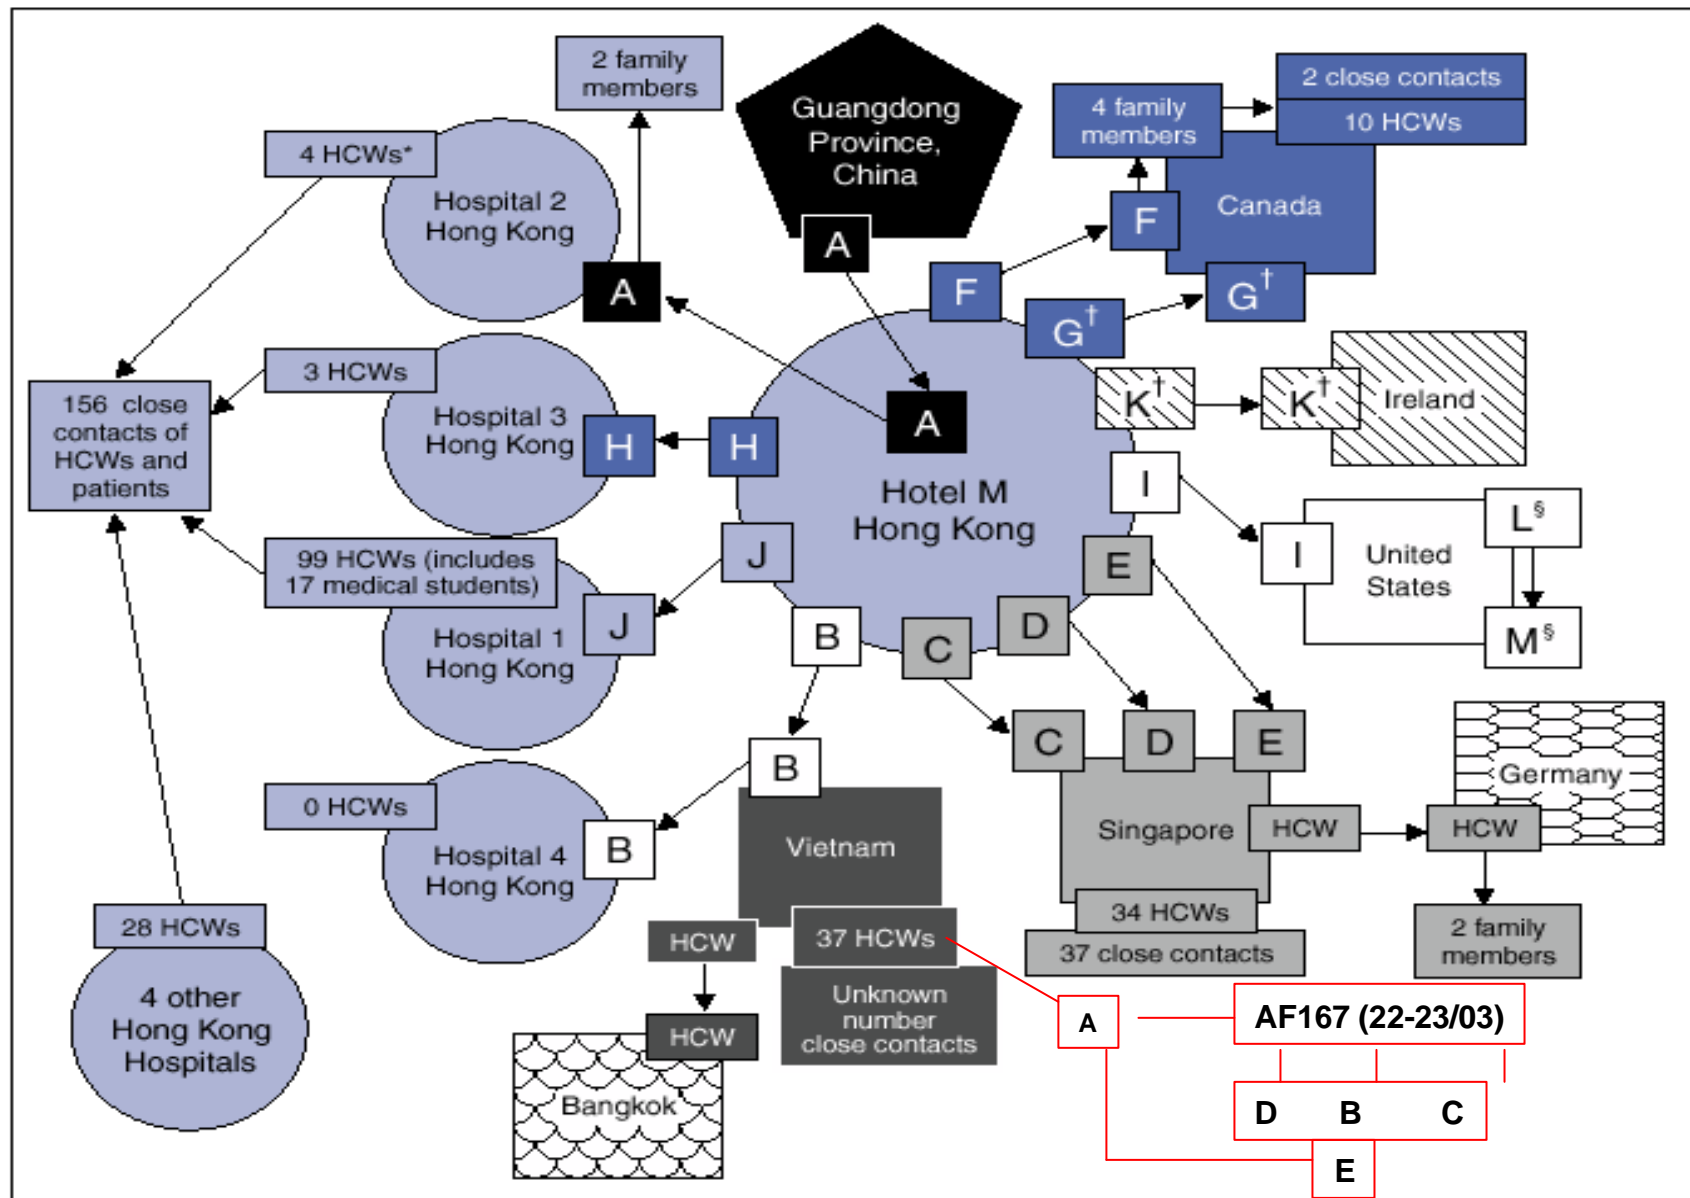 2 family
members
Guangdong
Province,
China
A
4 family
members
2 close contacts
10 HCWs
Canada
F
G†
4 HCWs*
Hospital 2
Hong Kong
A
F
G†
3 HCWs
Hospital 3
Hong Kong
H
H
A
Hotel M
Hong Kong
K†
K†
Ireland
156 close
contacts of
HCWs and
patients
I
I
United
States
L§
M§
99 HCWs (includes
17 medical students)
Hospital 1
Hong Kong
J
J
B
C
D
E
0 HCWs
Hospital 4
Hong Kong
B
B
Vietnam
C
D
E
Singapore
HCW
HCW
Germany
34 HCWs
37 close contacts
2 family
members
28 HCWs
4 other
Hong Kong
Hospitals
HCW
37 HCWs
Unknown
number
close contacts
HCW
Bangkok
A
AF167 (22-23/03)
D B C
E